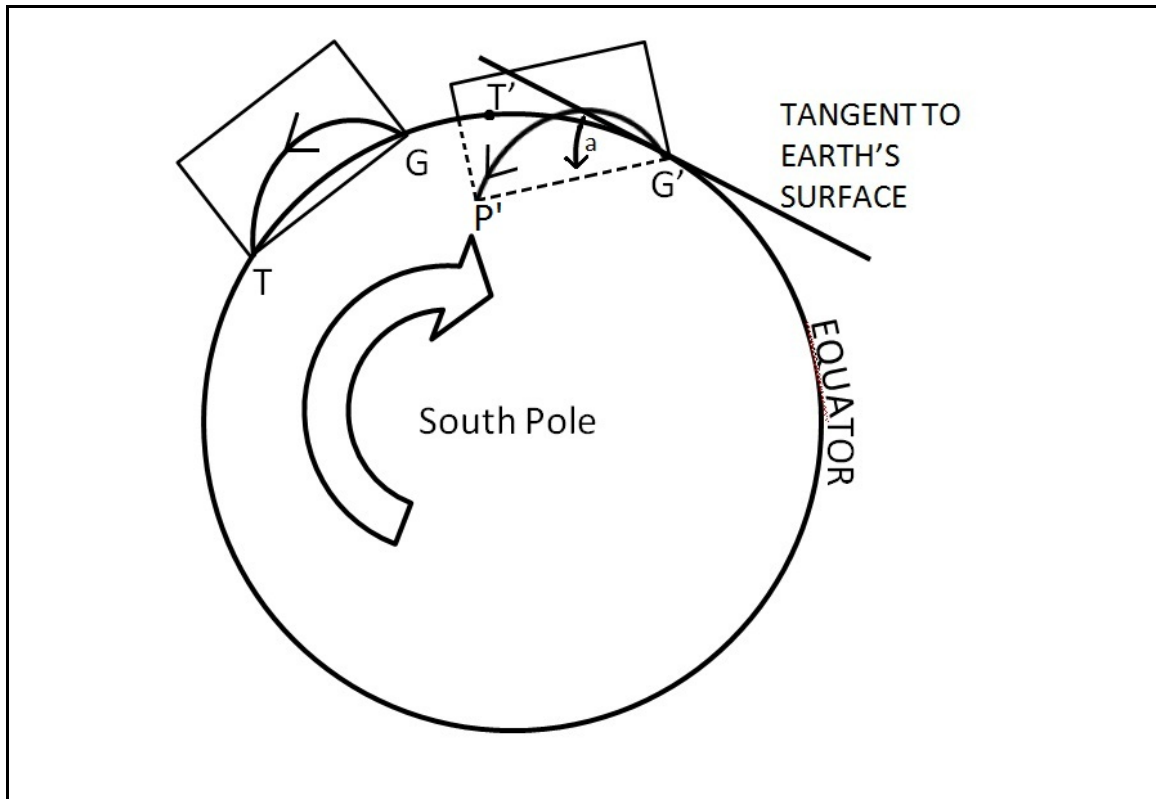 T’
TANGENT TO
EARTH’S
SURFACE
a
G
G’
P'
T
EQUATOR
South Pole